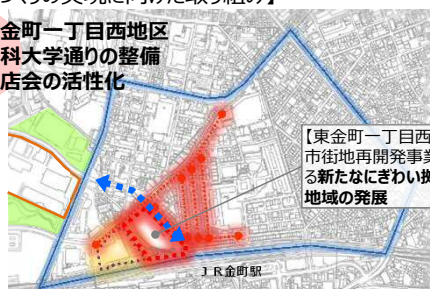 くりの実現に向けた取り組み】
金町一丁目西地区
科大学通りの整備
店会の活性化
【東金町一丁目西
市街地再開発事業
る新たなにぎわい拠
地域の発展
ＪＲ金町駅